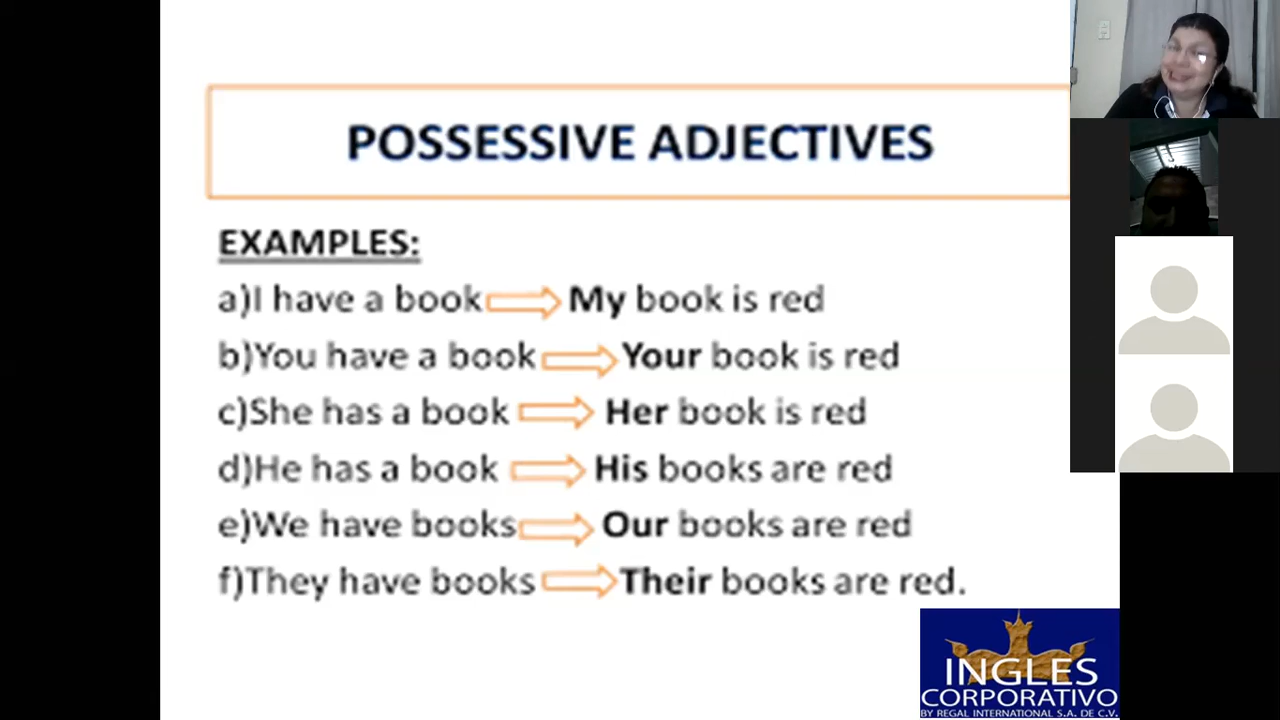 POSSESSIVE ADJECTIVES
EXAMPLES:
a)I have a book My book is red
b)You have a book Your book is red
c)She has a book Her book is red
d)He has a book His books are red
e)We have books Our books are red
f)They have books Their books are red.
INGLES
CORPORATIVO
BY REGAL INTERNATIONAL S.A. DE C.V.